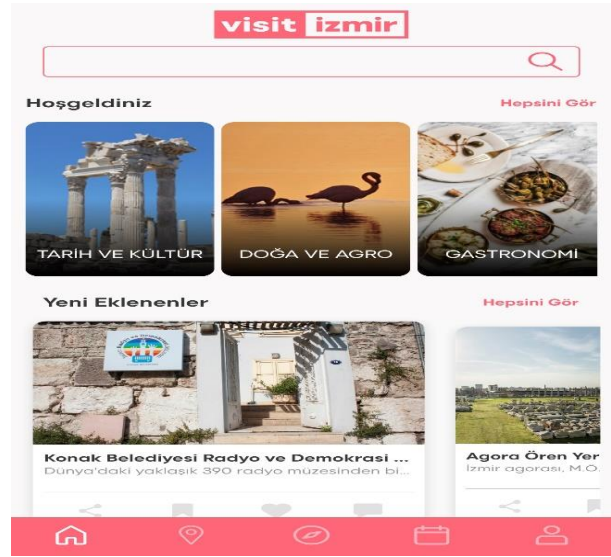 visit izmir
Hoşgeldiniz
Hepsini Gör
TARİH VE KÜLTÜR
DOĞA VE AGRO
GASTRONOMİ
Yeni Eklenenler
Hepsini Gör
Konak Belediyesi Radyo ve Demokrasi ...
Dünya'daki yaklaşık 390 radyo müzesinden bi...
Agora Ören Yer
İzmir agorası, M.Ö.